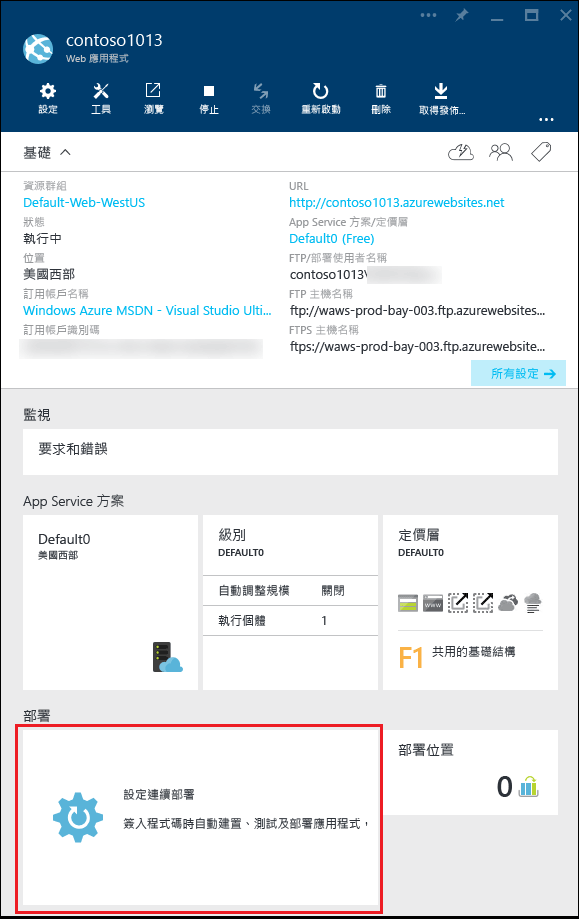 contoso1013
Web 應用程式
設定
工具
瀏覽
停止
交換
重新啟動
刪除
取得發佈...
基礎
資源群組
Default-Web-WestUS
狀態
執行中
位置
美國西部
訂用帳戶名稱
Windows Azure MSDN - Visual Studio Ulti...
訂用帳戶識別碼
URL
http://contoso1013.azurewebsites.net
App Service 方案/定價層
Default0 (Free)
FTP/部署使用者名稱
contoso1013\
FTP 主機名稱
ftp://waws-prod-bay-003.ftp.azurewebsites...
FTPS 主機名稱
ftps://waws-prod-bay-003.ftp.azurewebsite...
所有設定
監視
要求和錯誤
App Service 方案
Default0
美國西部
級別
DEFAULT0
自動調整規模 關閉
執行個體 1
定價層
DEFAULT0
www
F1 共用的基礎結構
部署
設定連續部署
簽入程式碼時自動建置、測試及部署應用程式，
部署位置
0